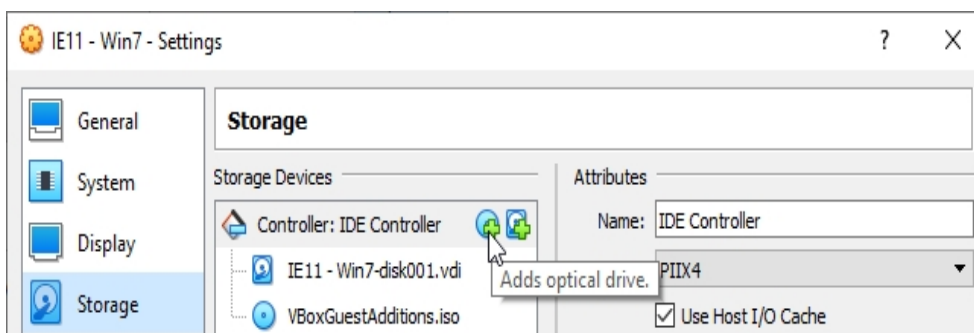 IE11 - Win7 - Settings
?
General
System
Display
Storage
Storage
Storage Devices
Controller: IDE Controller
IE11 - Win7-disk001.vdi
VBoxGuestAdditions.iso
Adds optical drive.
Attributes
Name: IDE Controller
PIIX4
Use Host I/O Cache